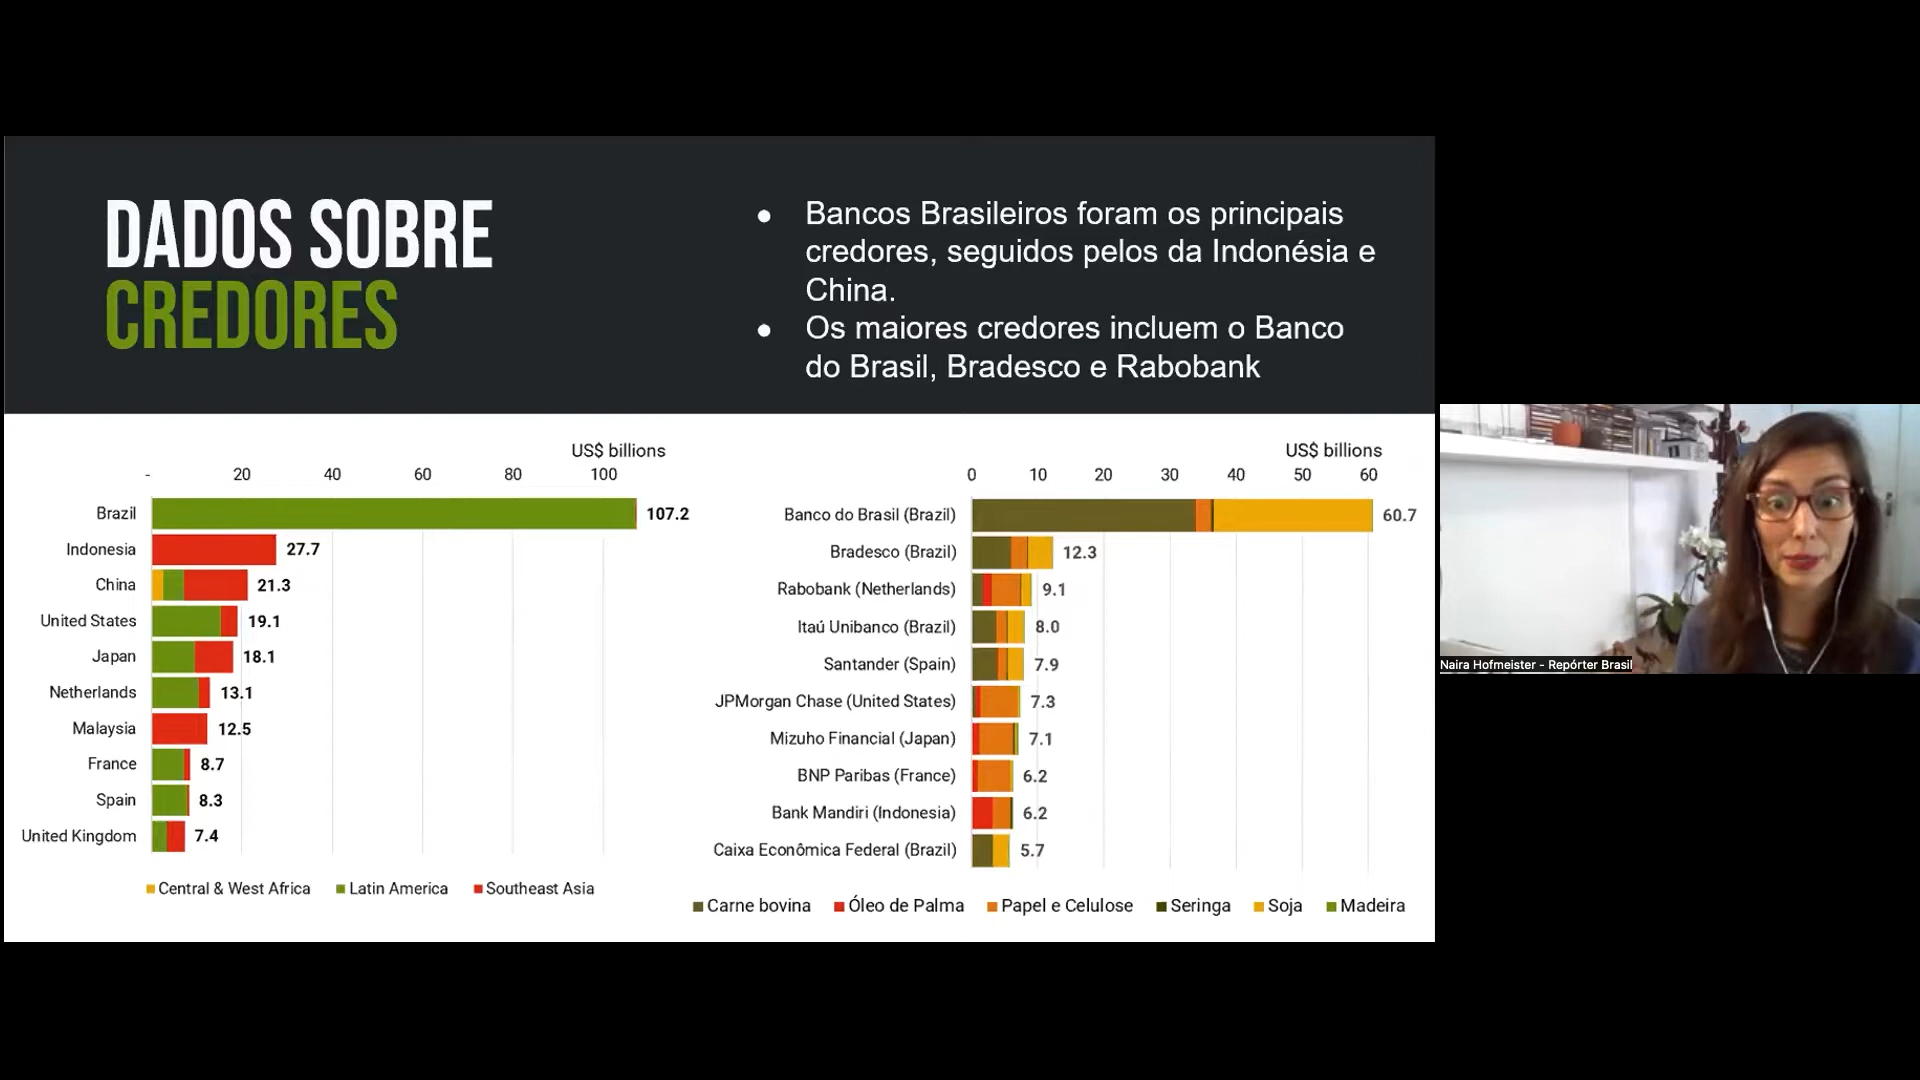 DADOS SOBRE
CREDORES
● Bancos Brasileiros foram os principais
credores, seguidos pelos da Indonésia e
China.
● Os maiores credores incluem o Banco
do Brasil, Bradesco e Rabobank
US$ billions
- 20 40 60 80 100
Brazil 107.2
Indonesia 27.7
China 21.3
United States 19.1
Japan 18.1
Netherlands 13.1
Malaysia 12.5
France 8.7
Spain 8.3
United Kingdom 7.4
Central & West Africa Latin America Southeast Asia
US$ billions
0 10 20 30 40 50 60
Banco do Brasil (Brazil) 60.7
Bradesco (Brazil) 12.3
Rabobank (Netherlands) 9.1
Itaú Unibanco (Brazil) 8.0
Santander (Spain) 7.9
JPMorgan Chase (United States) 7.3
Mizuho Financial (Japan) 7.1
BNP Paribas (France) 6.2
Bank Mandiri (Indonesia) 6.2
Caixa Econômica Federal (Brazil) 5.7
Carne bovina Óleo de Palma Papel e Celulose Seringa Soja Madeira
Naira Hofmeister - Repórter Brasil